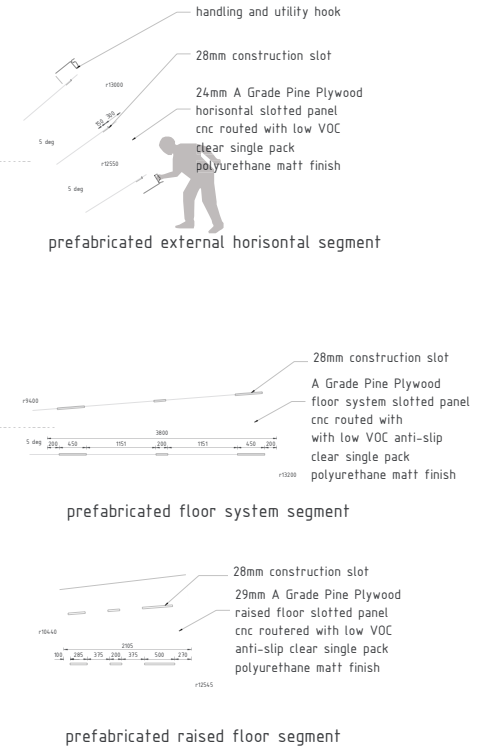 handling and utility hook
28mm construction slot
r13000
24mm A Grade Pine Plywood
horisontal slotted panel
cnc routed with low VOC
clear single pack
polyurethane matt finish
150 300
5 deg
r12550
5 deg
prefabricated external horisontal segment
28mm construction slot
A Grade Pine Plywood
floor system slotted panel
cnc routed with
with low VOC anti-slip
clear single pack
polyurethane matt finish
r9400
3800
5 deg
200 450 1151 200 1151 450 200
r13200
prefabricated floor system segment
28mm construction slot
29mm A Grade Pine Plywood
raised floor slotted panel
cnc routered with low VOC
anti-slip clear single pack
polyurethane matt finish
r10440
2105
100 285 375 200 375 500 270
r12545
prefabricated raised floor segment